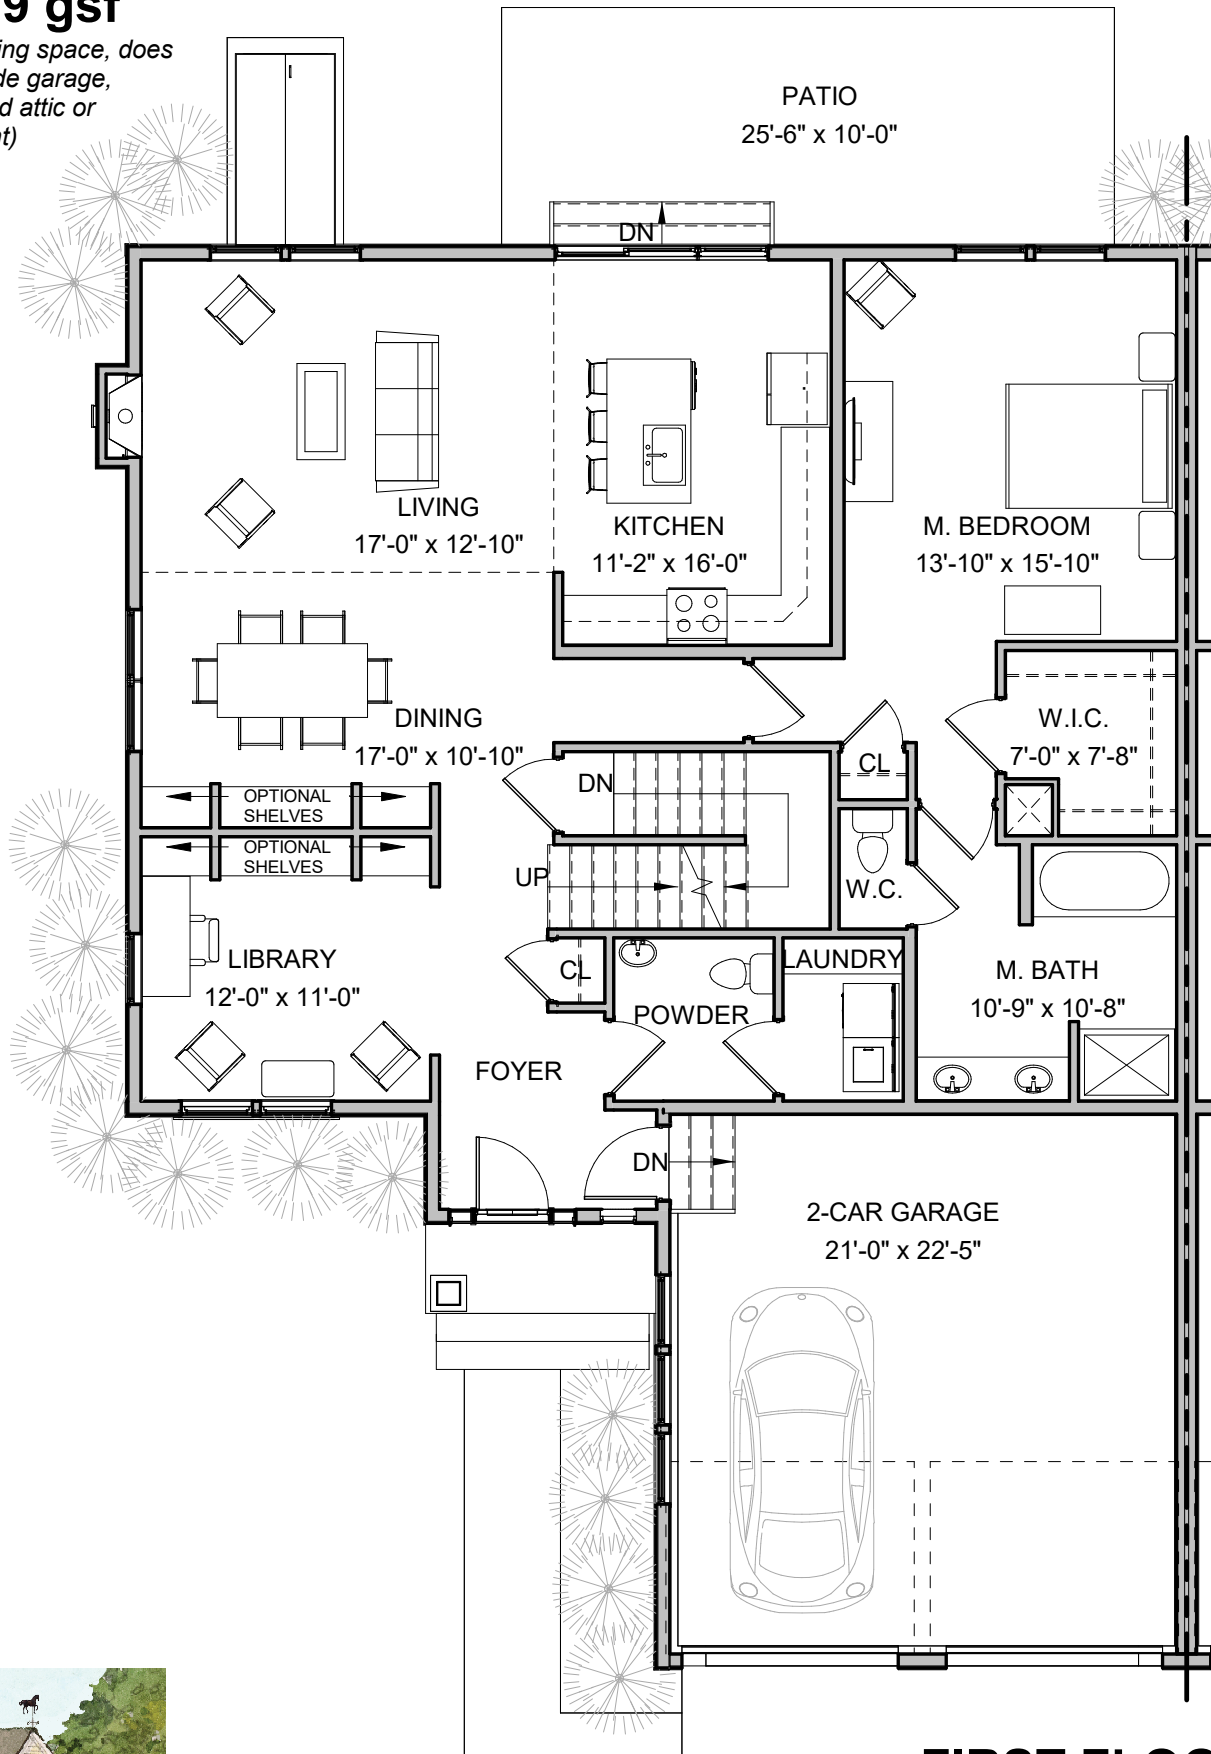 9 gsf
ing space, does
de garage,
d attic or
t)
PATIO
25'-6" x 10'-0"
DN
LIVING
17'-0" x 12'-10"
KITCHEN
11'-2" x 16'-0"
M. BEDROOM
13'-10" x 15'-10"
DINING
17'-0" x 10'-10"
W.I.C.
7'-0" x 7'-8"
CL
DN
OPTIONAL
SHELVES
OPTIONAL
SHELVES
UP
W.C.
LIBRARY
12'-0" x 11'-0"
CL
LAUNDRY
M. BATH
10'-9" x 10'-8"
POWDER
FOYER
DN
2-CAR GARAGE
21'-0" x 22'-5"
FIRST FLOO